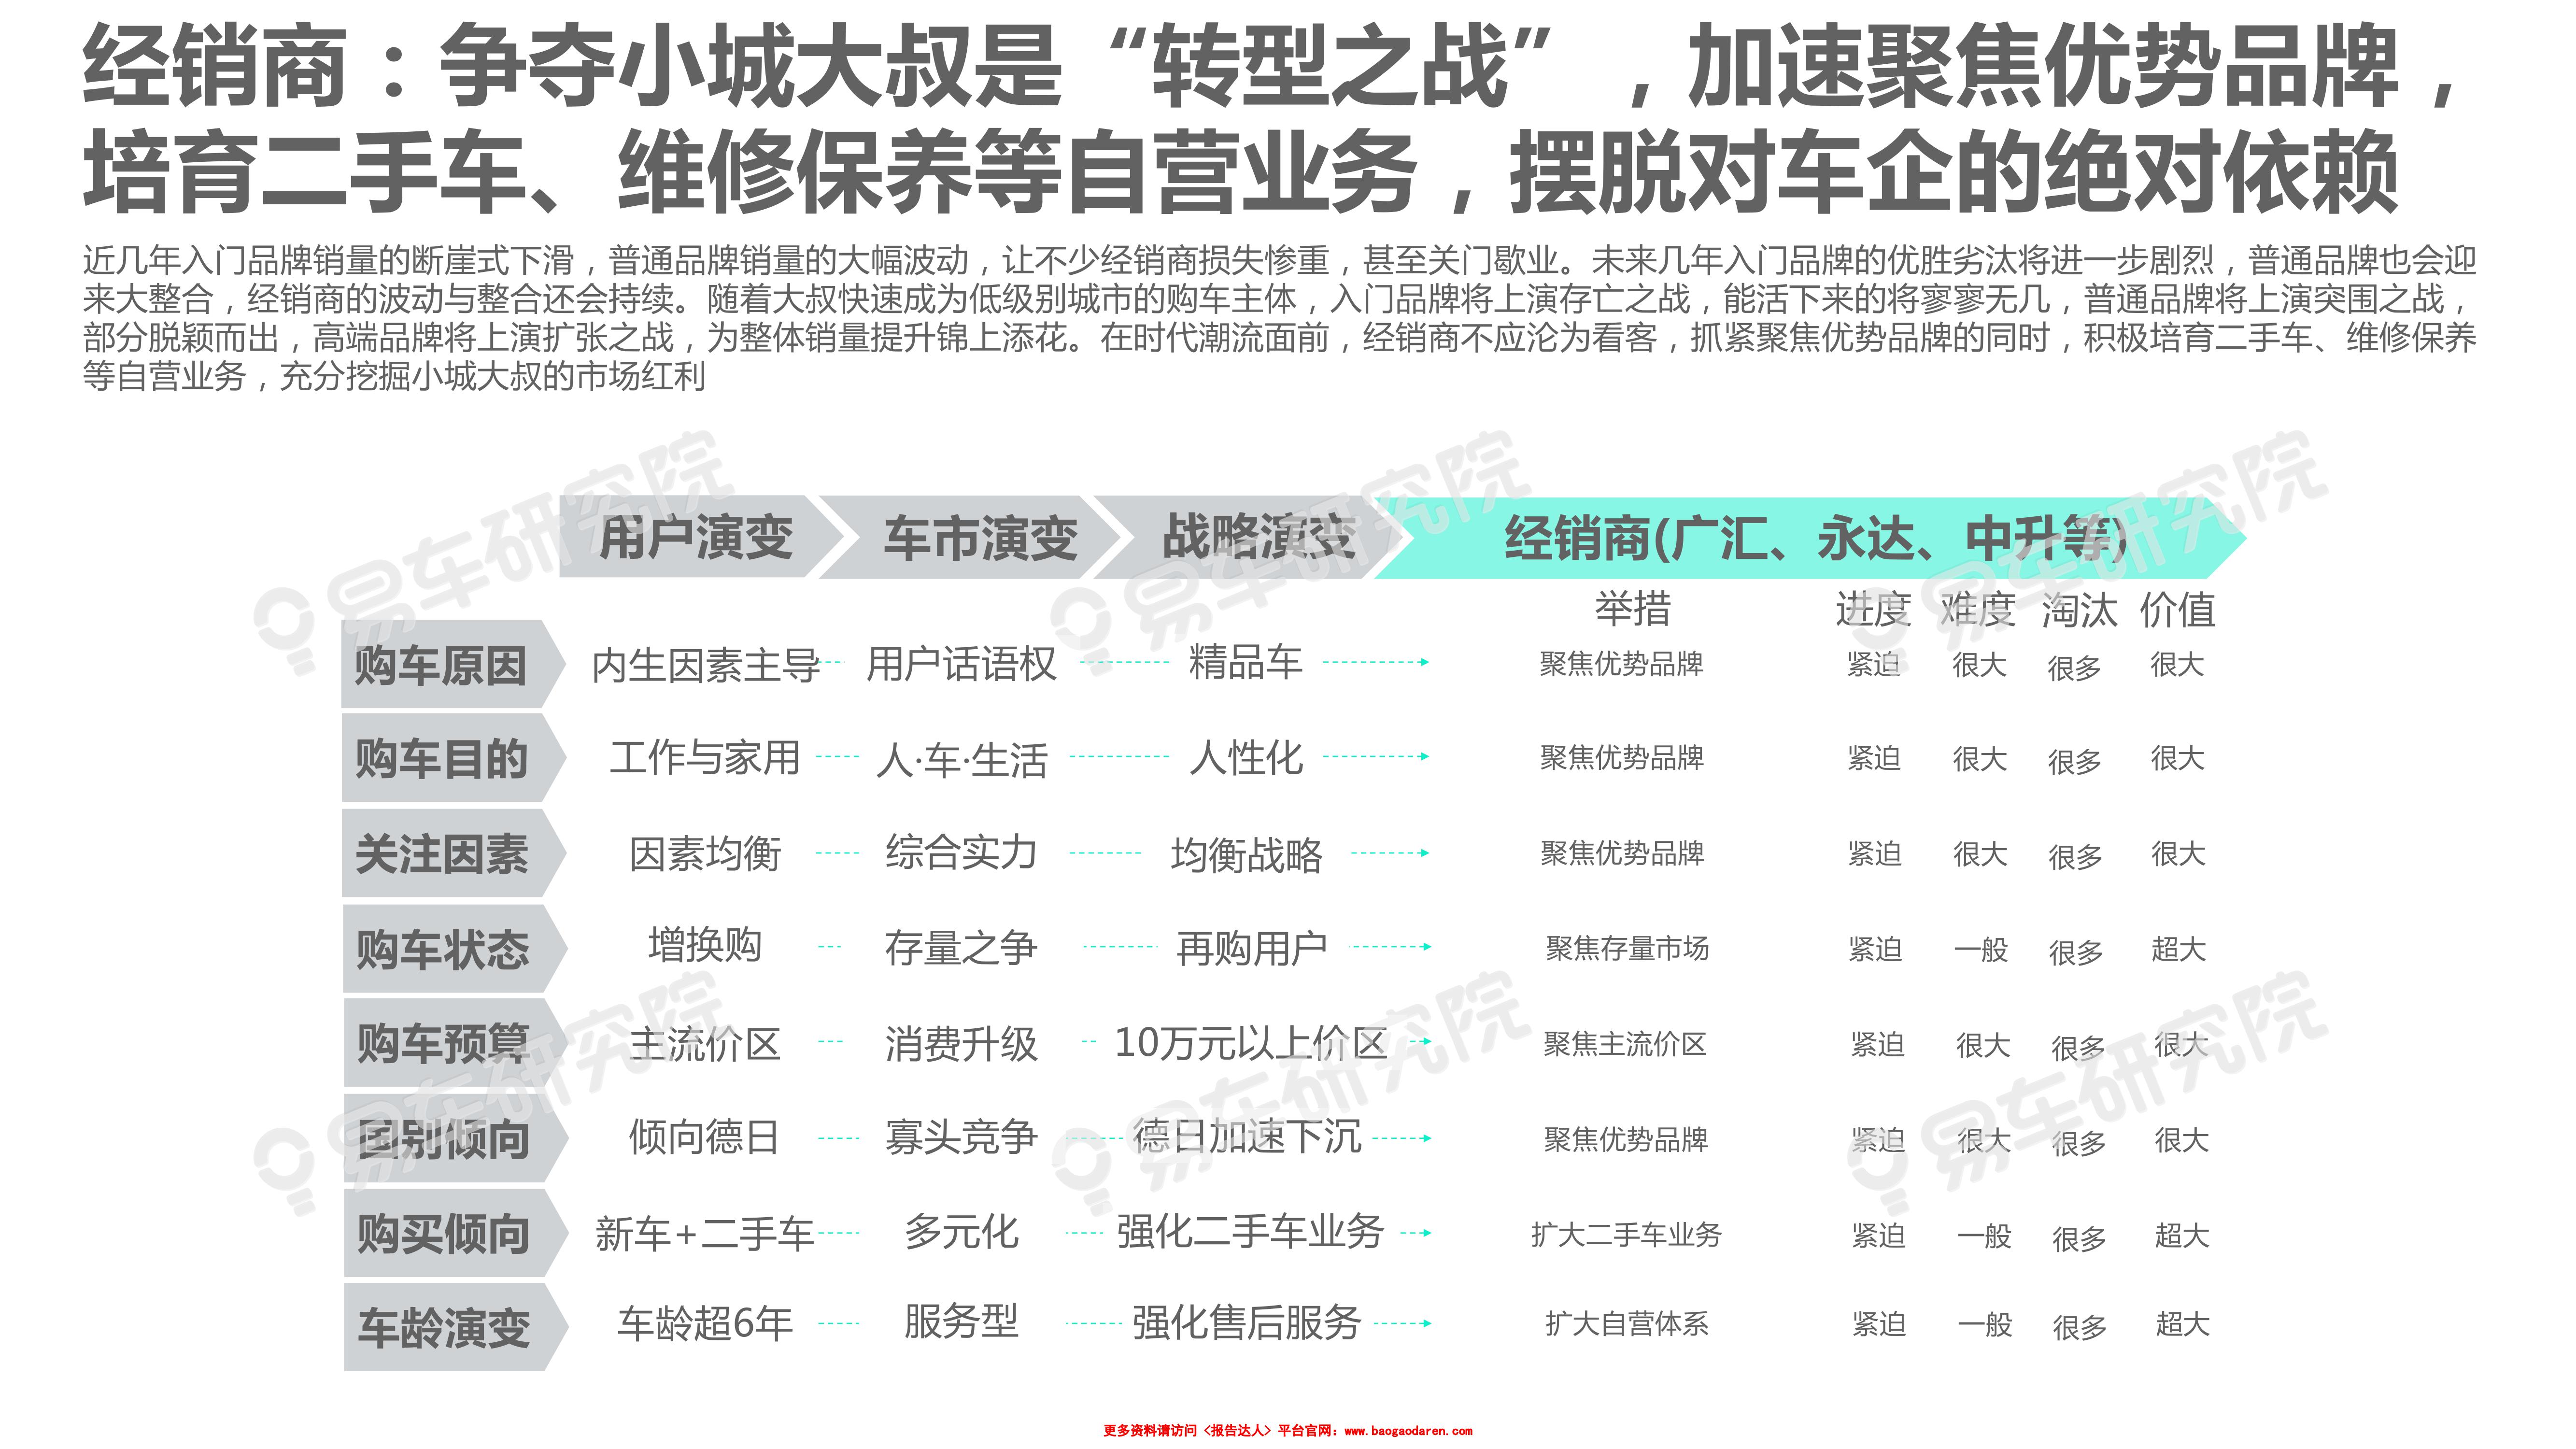 经销商：争夺小城大叔是“转型之战”，加速聚焦优势品牌，
培育二手车、维修保养等自营业务，摆脱对车企的绝对依赖
近几年入门品牌销量的断崖式下滑，普通品牌销量的大幅波动，让不少经销商损失惨重，甚至关门歇业。未来几年入门品牌的优胜劣汰将进一步剧烈，普通品牌也会迎
来大整合，经销商的波动与整合还会持续。随着大叔快速成为低级别城市的购车主体，入门品牌将上演存亡之战，能活下来的将寥寥无几，普通品牌将上演突围之战，
部分脱颖而出，高端品牌将上演扩张之战，为整体销量提升锦上添花。在时代潮流面前，经销商不应沦为看客，抓紧聚焦优势品牌的同时，积极培育二手车、维修保养
等自营业务，充分挖掘小城大叔的市场红利
用户演变 车市演变 战略演变 经销商(广汇、永达、中升等)
举措 进度 难度 淘汰 价值
购车原因 内生因素主导 用户话语权 精品车 聚焦优势品牌 紧迫 很大 很多 很大
购车目的 工作与家用 人·车·生活 人性化 聚焦优势品牌 紧迫 很大 很多 很大
关注因素 因素均衡 综合实力 均衡战略 聚焦优势品牌 紧迫 很大 很多 很大
购车状态 增换购 存量之争 再购用户 聚焦存量市场 紧迫 一般 很多 超大
购车预算 主流价区 消费升级 10万元以上价区 聚焦主流价区 紧迫 很大 很多 很大
国别倾向 倾向德日 寡头竞争 德日加速下沉 聚焦优势品牌 紧迫 很大 很多 很大
购买倾向 新车+二手车 多元化 强化二手车业务 扩大二手车业务 紧迫 一般 很多 超大
车龄演变 车龄超6年 服务型 强化售后服务 扩大自营体系 紧迫 一般 很多 超大
易车研究院
易车研究院
易车研究院
易车研究院
易车研究院
易车研究院
更多资料请访问《报告达人》平台官网：www.baogaodaren.com